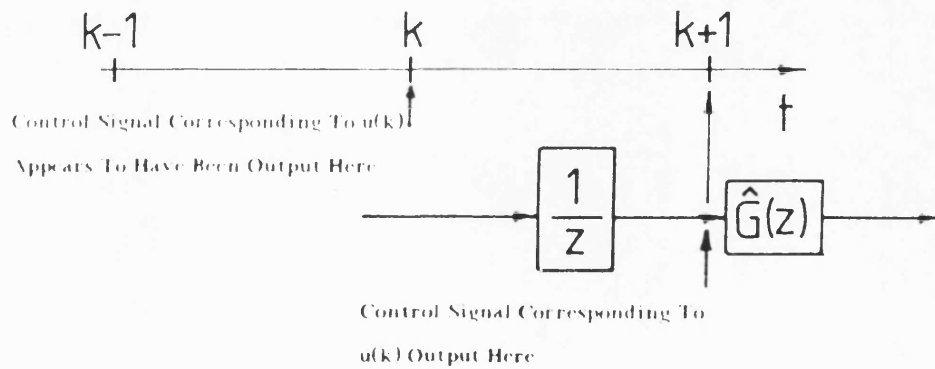 k-1 k k+1
t
Control Signal Corresponding To u(k)
Appears To Have Been Output Here
1
z
Ĝ(z)
Control Signal Corresponding To
u(k) Output Here